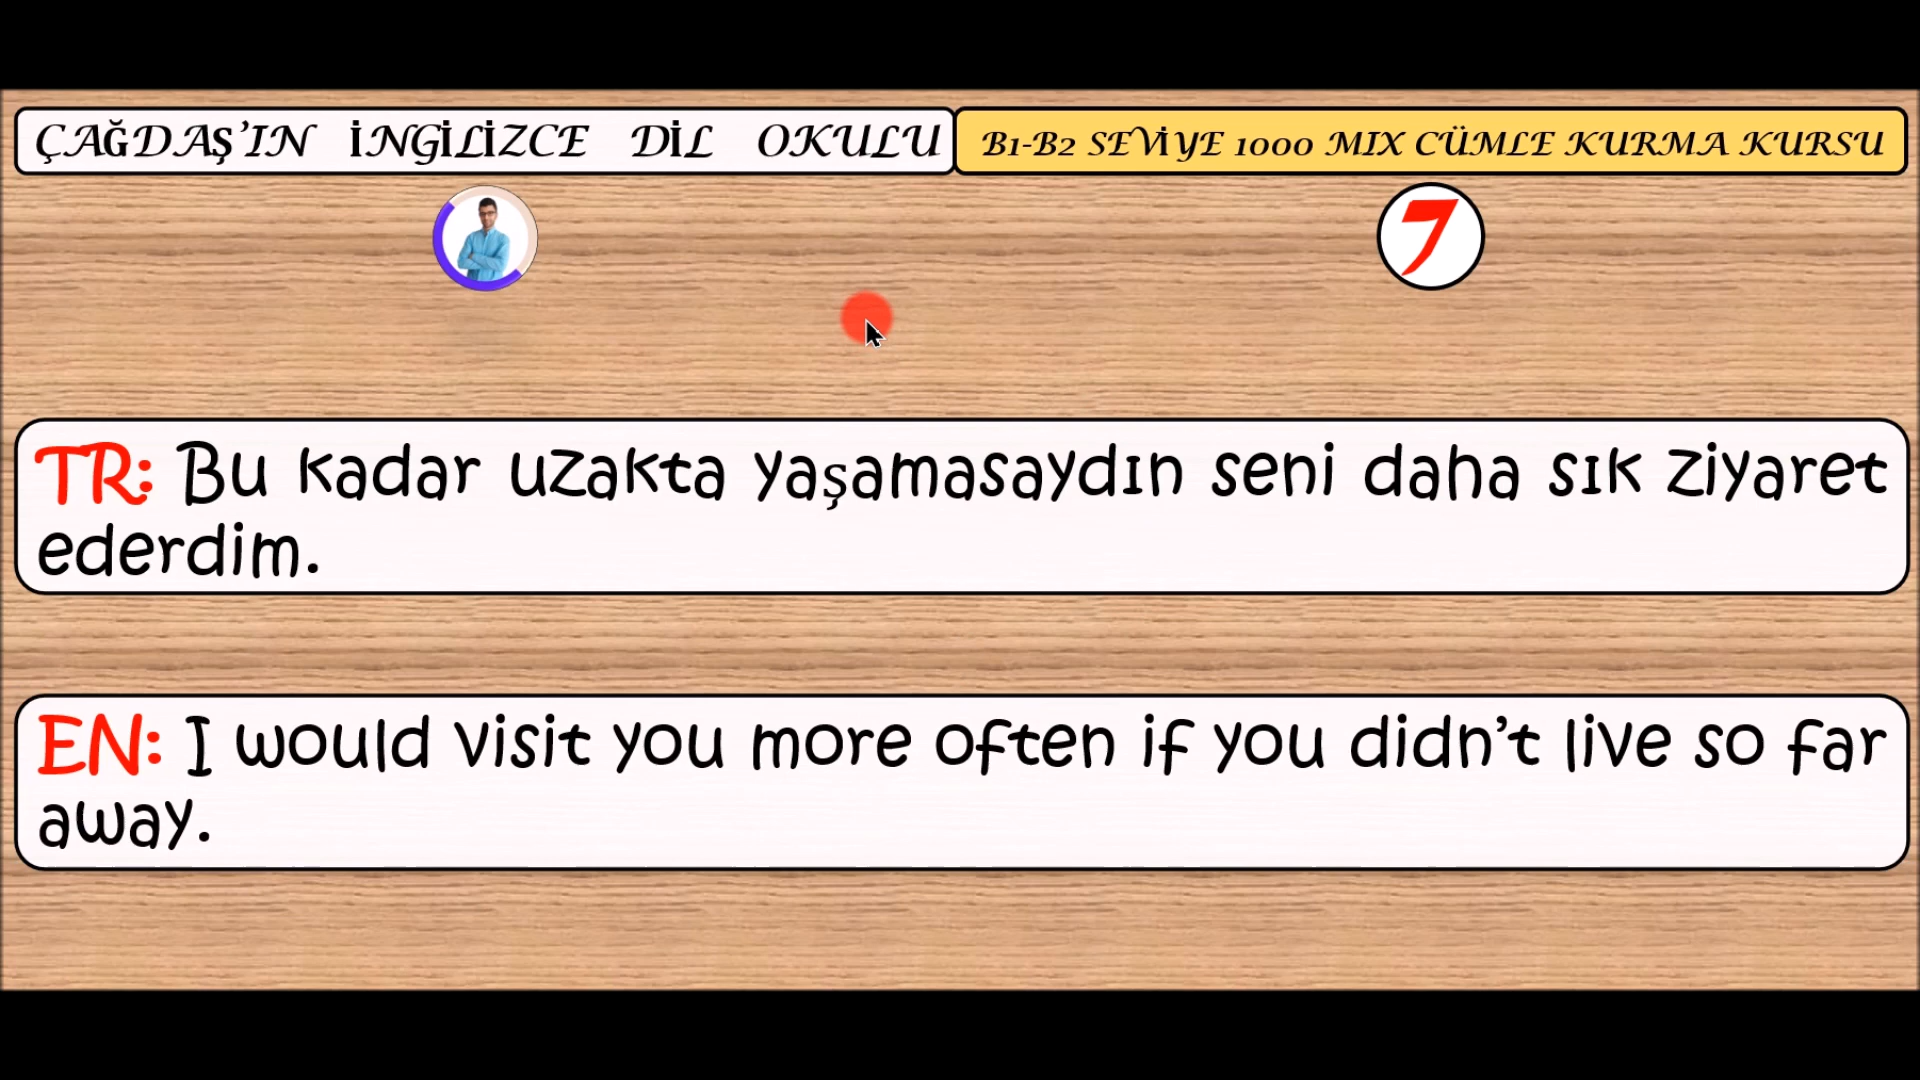 ÇAĞDAŞ’IN İNGİLİZCE DİL OKULU
B1-B2 SEVİYE 1000 MIX CÜMLE KURMA KURSU
7
TR: Bu kadar uzakta yaşamasaydın seni daha sık ziyaret
ederdim.
EN: I would visit you more often if you didn’t live so far
away.